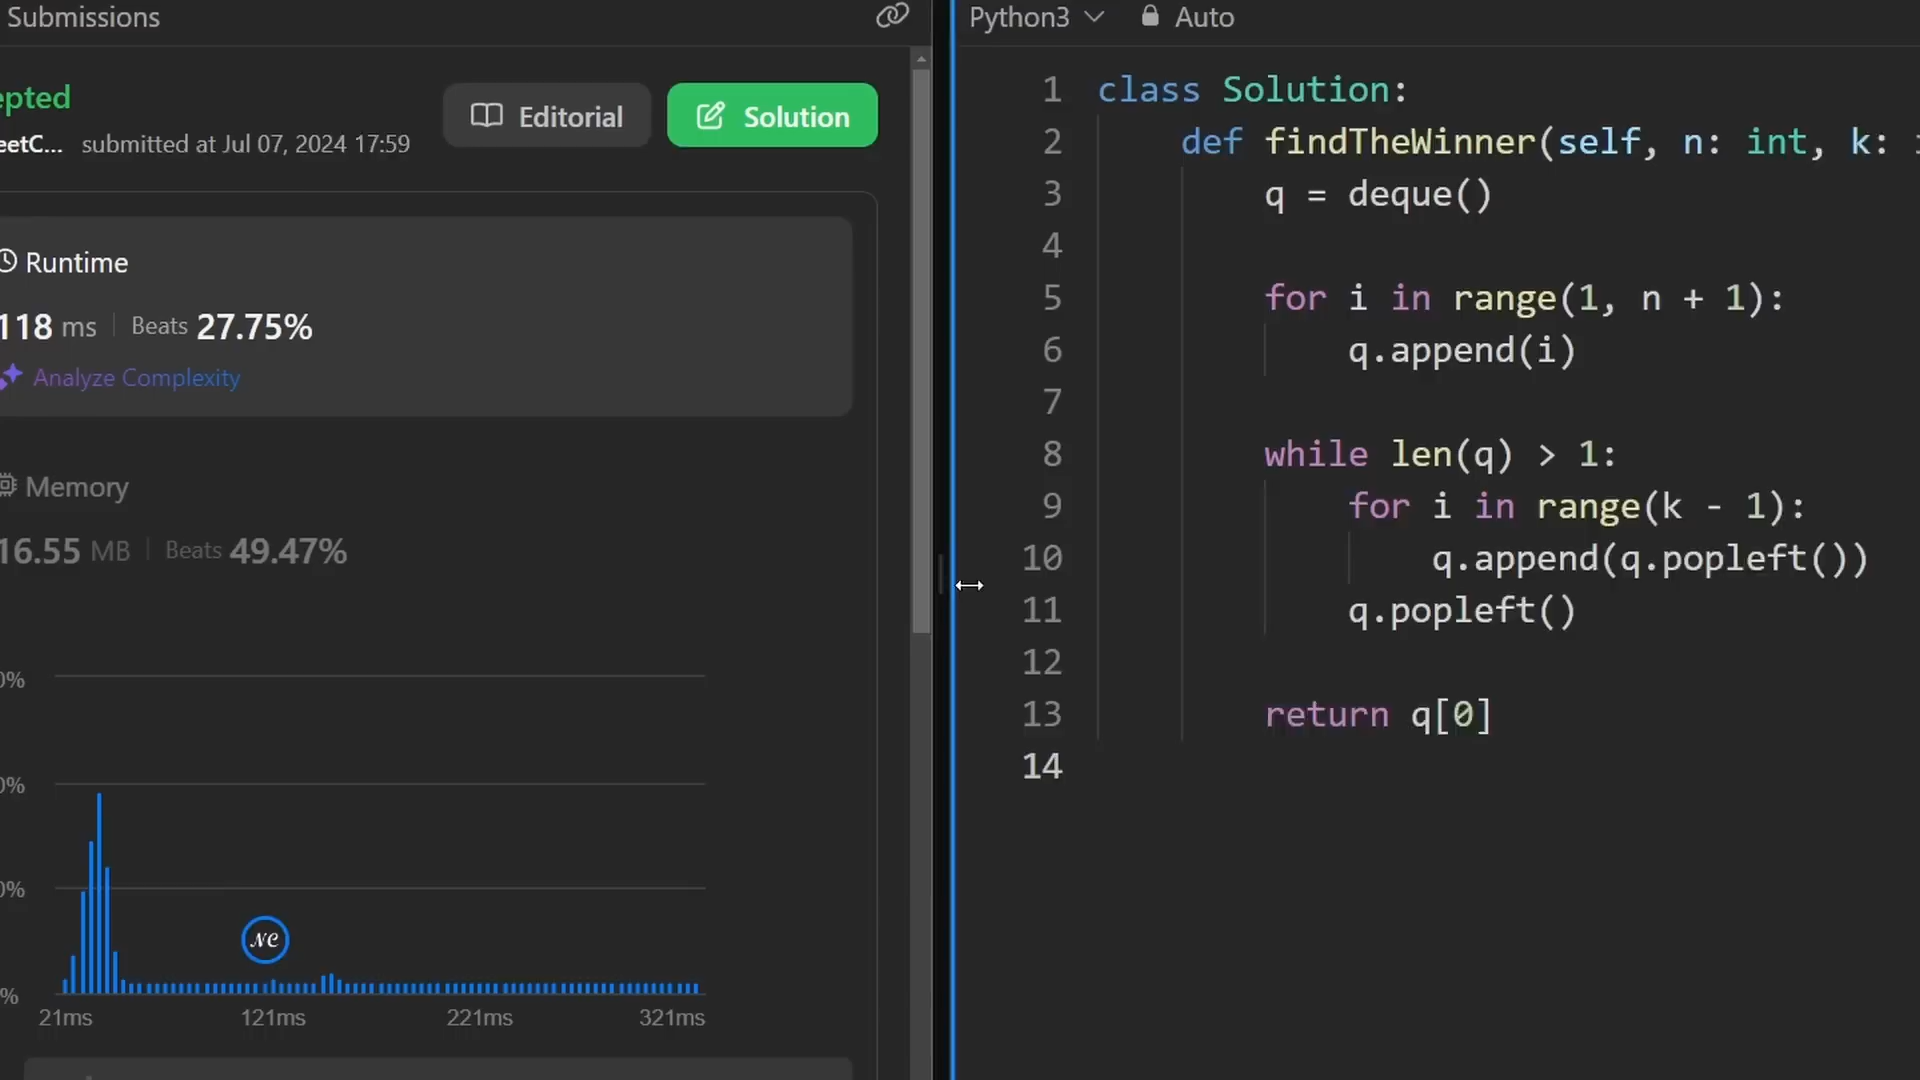 Submissions
epted
Editorial
Solution
eetC... submitted at Jul 07, 2024 17:59
Runtime
118 ms | Beats 27.75%
Analyze Complexity
Memory
16.55 MB | Beats 49.47%
0%
0%
0%
%
NC
21ms 121ms 221ms 321ms
Python3 Auto
1 class Solution:
2 def findTheWinner(self, n: int, k:
3 q = deque()
4
5 for i in range(1, n + 1):
6 q.append(i)
7
8 while len(q) > 1:
9 for i in range(k - 1):
10 q.append(q.popleft())
11 q.popleft()
12
13 return q[0]
14